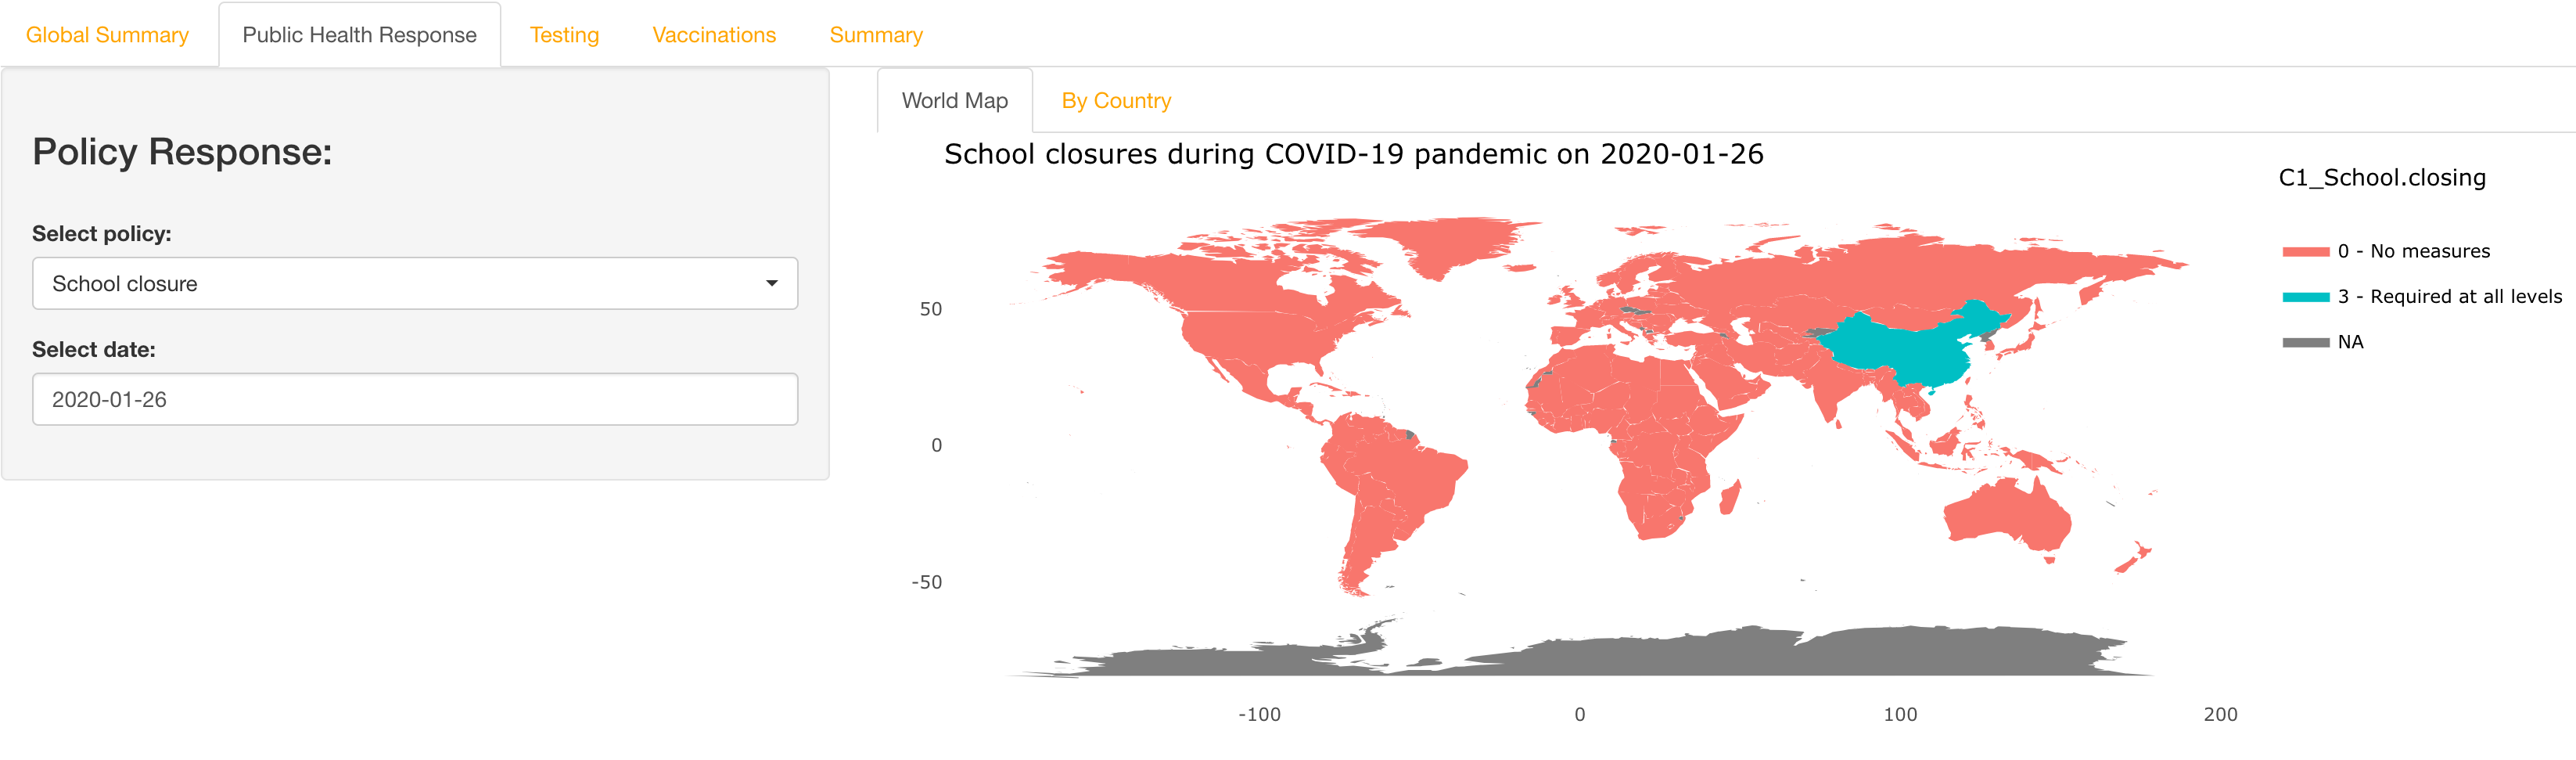 Global Summary Public Health Response Testing Vaccinations Summary
World Map By Country
Policy Response:
Select policy:
School closure
Select date:
2020-01-26
School closures during COVID-19 pandemic on 2020-01-26
C1_School.closing
0 - No measures
3 - Required at all levels
NA
50
0
-50
-100 0 100 200